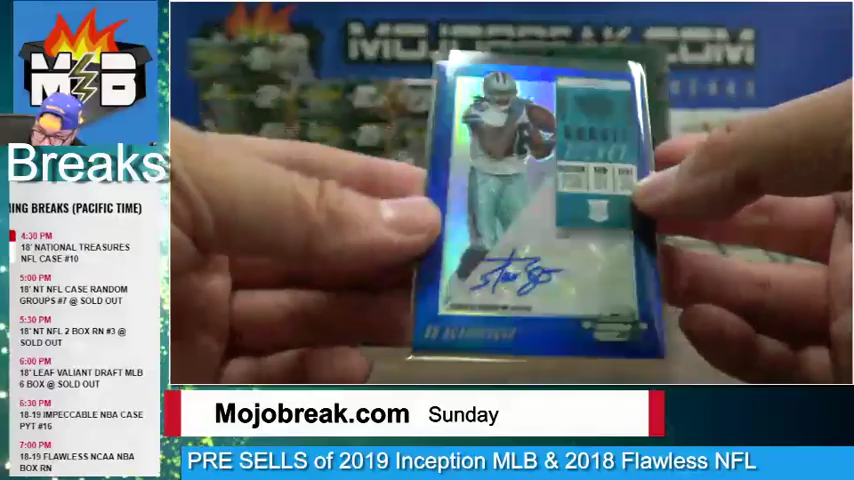 MOJOBREAK.COM
M B
Breaks
ING BREAKS (PACIFIC TIME)
4:30 PM
18' NATIONAL TREASURES
NFL CASE #10
5:00 PM
18' NT NFL CASE RANDOM
GROUPS #7 @ SOLD OUT
5:30 PM
18' NT NFL 2 BOX RN #3 @
SOLD OUT
6:00 PM
18' LEAF VALIANT DRAFT MLB
6 BOX @ SOLD OUT
6:30 PM
18-19 IMPECCABLE NBA CASE
PYT #16
7:00 PM
18-19 FLAWLESS NCAA NBA
BOX RN
Mojobreak.com Sunday
PRE SELLS of 2019 Inception MLB & 2018 Flawless NFL